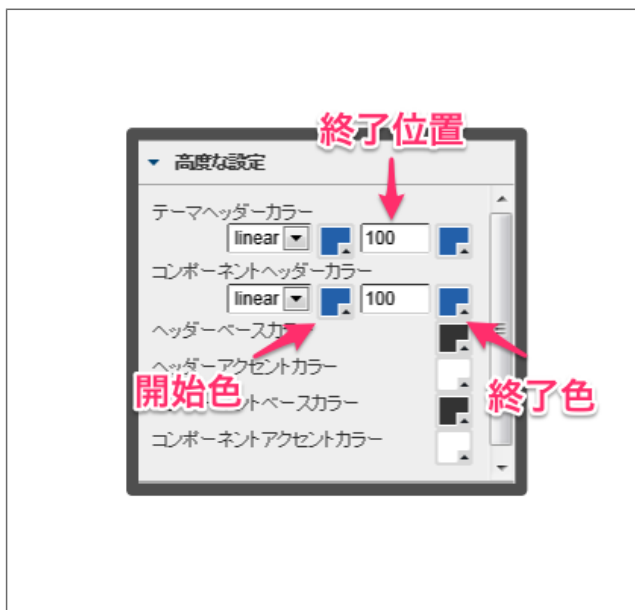 終了位置
高度な設定
テーマヘッダーカラー
linear 100
コンポーネントヘッダーカラー
linear 100
ヘッダーベースカラー
ヘッダーアクセントカラー
開始色
終了色
ントベースカラー
コンポーネントアクセントカラー